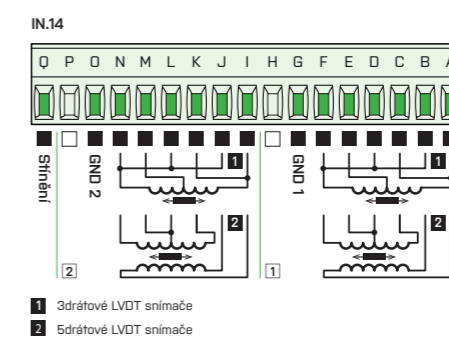 IN.14
Q P O N M L K J I H G F E D C B A
Stínění
GND 2
1
GND 1
1
2
2
2
1
1 3drátové LVDT snímače
2 5drátové LVDT snímače